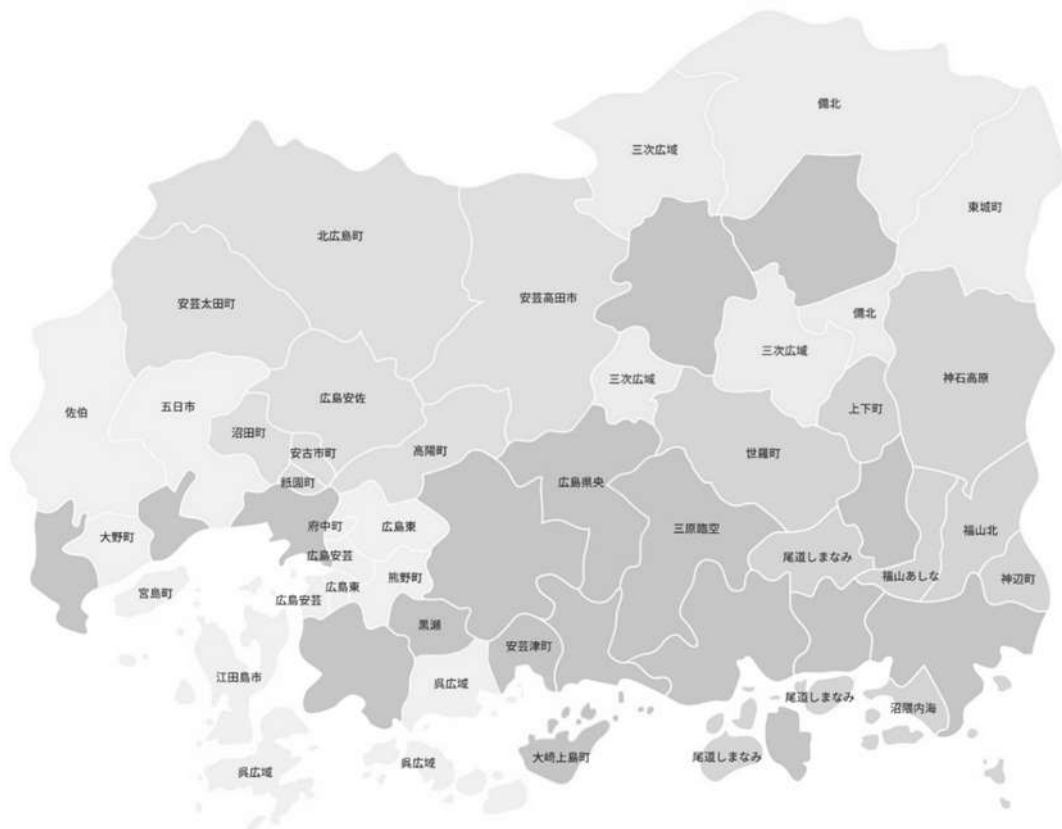 備北
三次広域
東城町
北広島町
安芸太田町
安芸高田市
備北
三次広域
三次広域
神石高原
佐伯
五日市
広島安佐
上下町
沼田町
安古市町
高陽町
世羅町
祇園町
広島県央
府中町
広島東
三原臨空
福山北
大野町
広島安芸
尾道しまなみ
熊野町
福山あしな
神辺町
宮島町
広島安芸
広島東
黒瀬
安芸津町
江田島市
呉広域
尾道しまなみ
沼隈内海
呉広域
呉広域
大崎上島町
尾道しまなみ